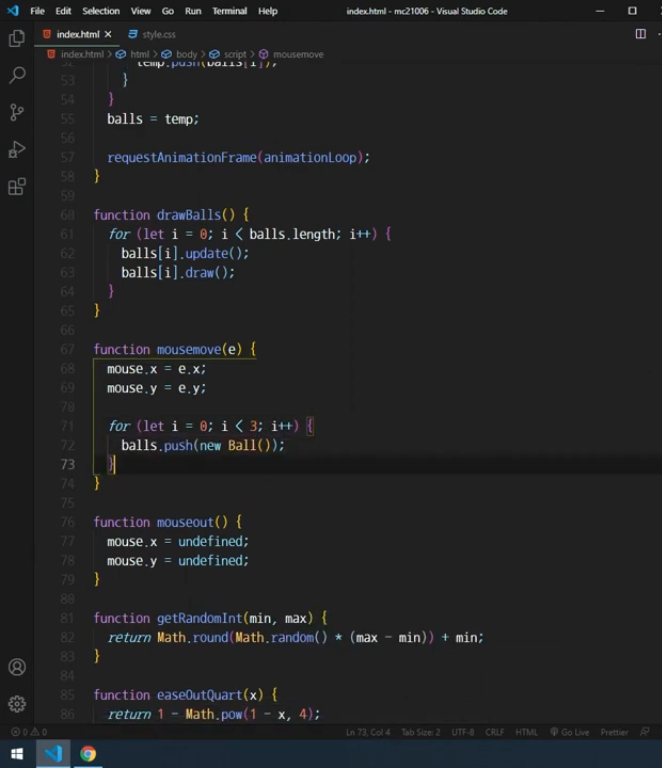 File Edit Selection View Go Run Terminal Help index.html - mc21006 - Visual Studio Code
index.html style.css
index.html > html > body > script > mousemove
52 temp.push(balls[i]);
53 }
54 }
55 balls = temp;
56
57 requestAnimationFrame(animationLoop);
58 }
59
60 function drawBalls() {
61 for (let i = 0; i < balls.length; i++) {
62 balls[i].update();
63 balls[i].draw();
64 }
65 }
66
67 function mousemove(e) {
68 mouse.x = e.x;
69 mouse.y = e.y;
70
71 for (let i = 0; i < 3; i++) {
72 balls.push(new Ball());
73 }
74 }
75
76 function mouseout() {
77 mouse.x = undefined;
78 mouse.y = undefined;
79 }
80
81 function getRandomInt(min, max) {
82 return Math.round(Math.random() * (max - min)) + min;
83 }
84
85 function easeOutQuart(x) {
86 return 1 - Math.pow(1 - x, 4);
0 0 Ln 73, Col 4 Tab Size: 2 UTF-8 CRLF HTML Go Live Prettier